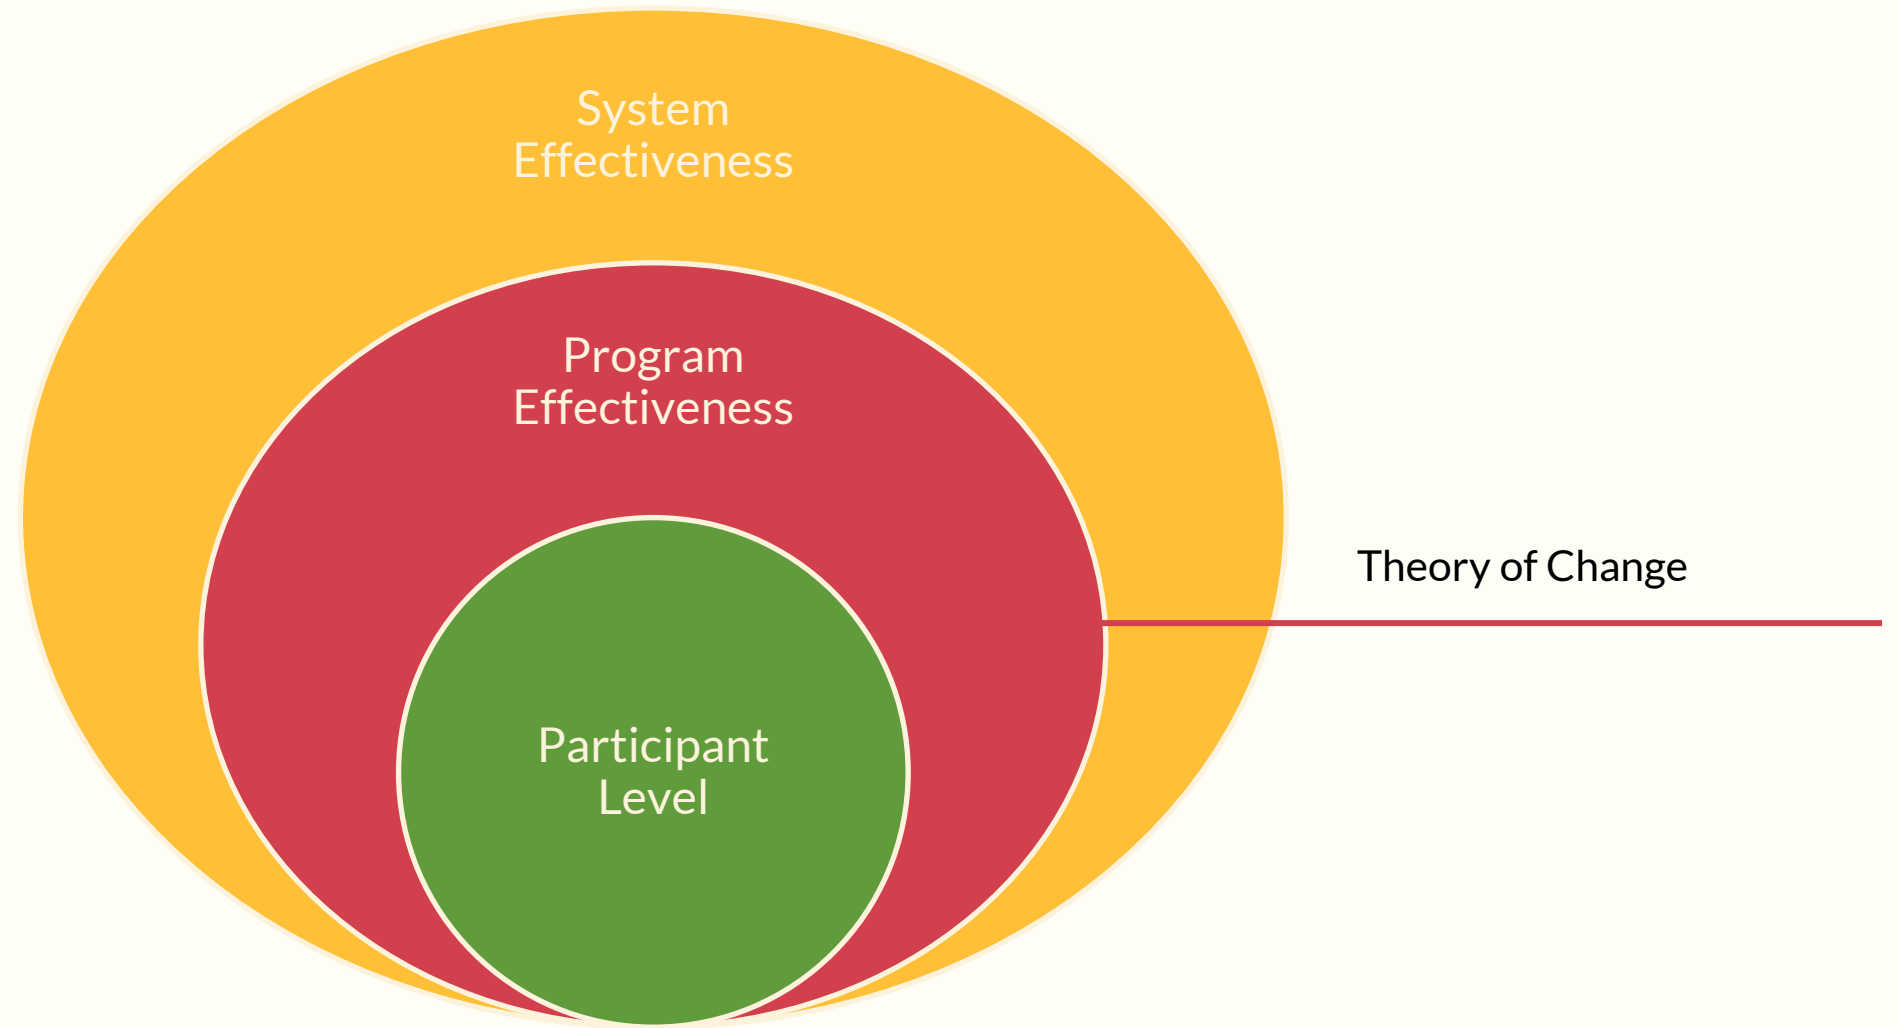 System
Effectiveness
Program
Effectiveness
Theory of Change
Participant
Level